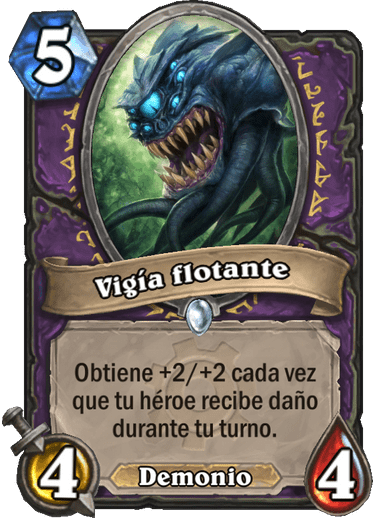 5
Vigía flotante
Obtiene +2/+2 cada vez
que tu héroe recibe daño
durante tu turno.
4
Demonio
4